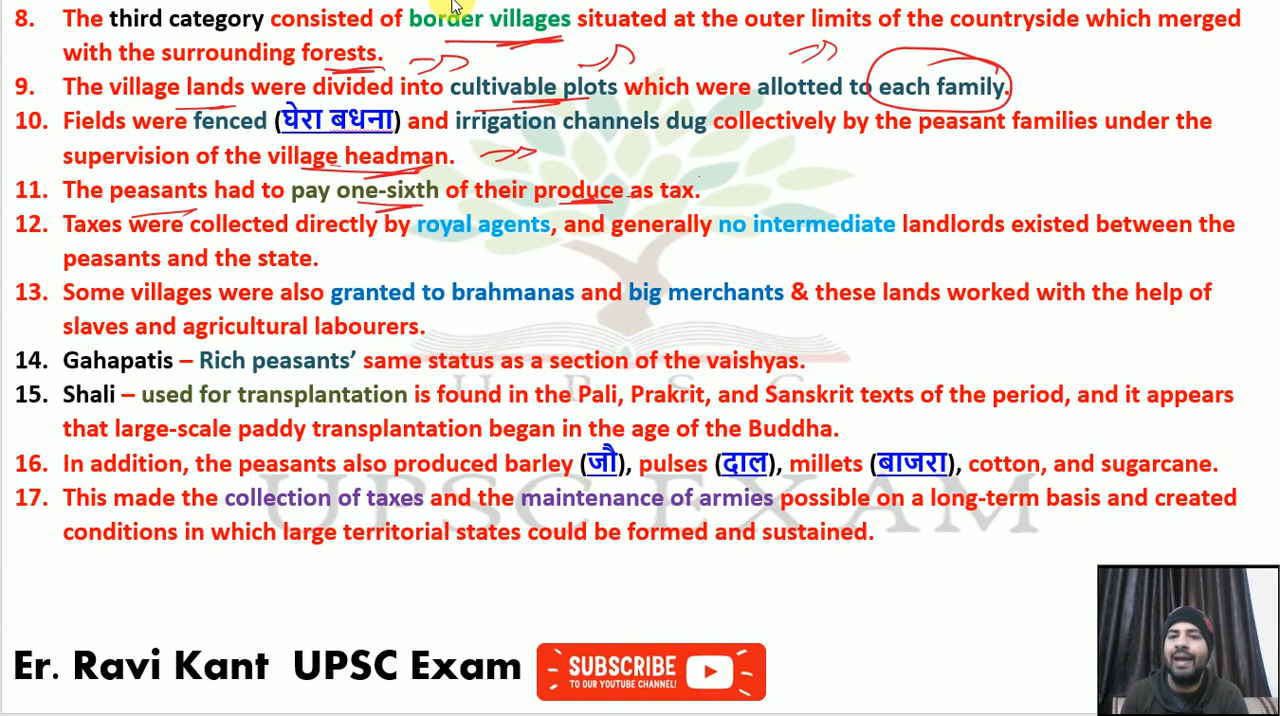 8. The third category consisted of border villages situated at the outer limits of the countryside which merged
with the surrounding forests.
9. The village lands were divided into cultivable plots which were allotted to each family.
10. Fields were fenced (घेरा बधना) and irrigation channels dug collectively by the peasant families under the
supervision of the village headman.
11. The peasants had to pay one-sixth of their produce as tax.
12. Taxes were collected directly by royal agents, and generally no intermediate landlords existed between the
peasants and the state.
13. Some villages were also granted to brahmanas and big merchants & these lands worked with the help of
slaves and agricultural labourers.
14. Gahapatis – Rich peasants’ same status as a section of the vaishyas.
15. Shali – used for transplantation is found in the Pali, Prakrit, and Sanskrit texts of the period, and it appears
that large-scale paddy transplantation began in the age of the Buddha.
16. In addition, the peasants also produced barley (जौ), pulses (दाल), millets (बाजरा), cotton, and sugarcane.
17. This made the collection of taxes and the maintenance of armies possible on a long-term basis and created
conditions in which large territorial states could be formed and sustained.
UPSC
UPSC EXAM
Er. Ravi Kant UPSC Exam
SUBSCRIBE
TO OUR YOUTUBE CHANNEL!